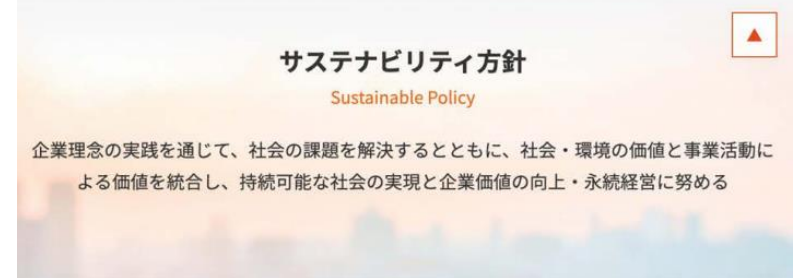 サステナビリティ方針
Sustainable Policy
企業理念の実践を通じて、社会の課題を解決するとともに、社会・環境の価値と事業活動に
よる価値を統合し、持続可能な社会の実現と企業価値の向上・永続経営に努める